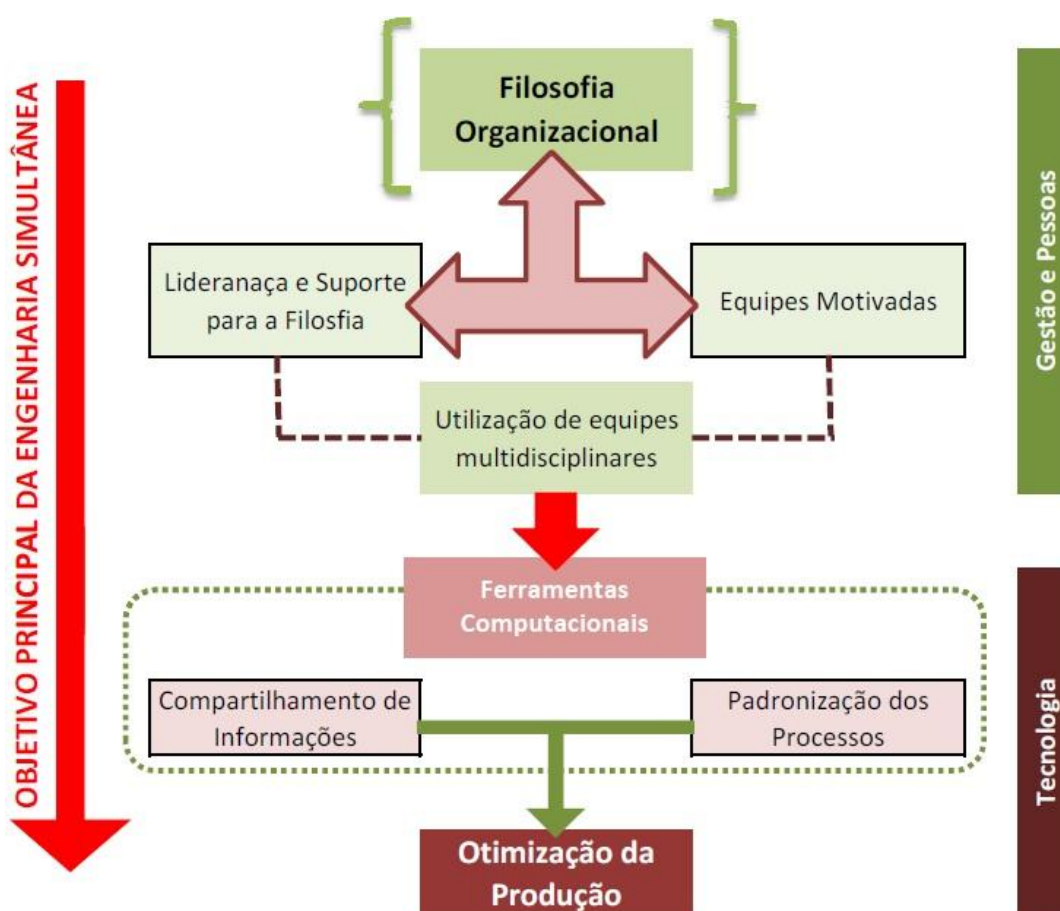 OBJETIVO PRINCIPAL DA ENGENHARIA SIMULTÂNEA
Filosofia
Organizacional
Lideranaça e Suporte
para a Filosfia
Equipes Motivadas
Utilização de equipes
multidisciplinares
Gestão e Pessoas
Ferramentas
Computacionais
Compartilhamento de
Informações
Padronização dos
Processos
Otimização da
Produção
Tecnologia